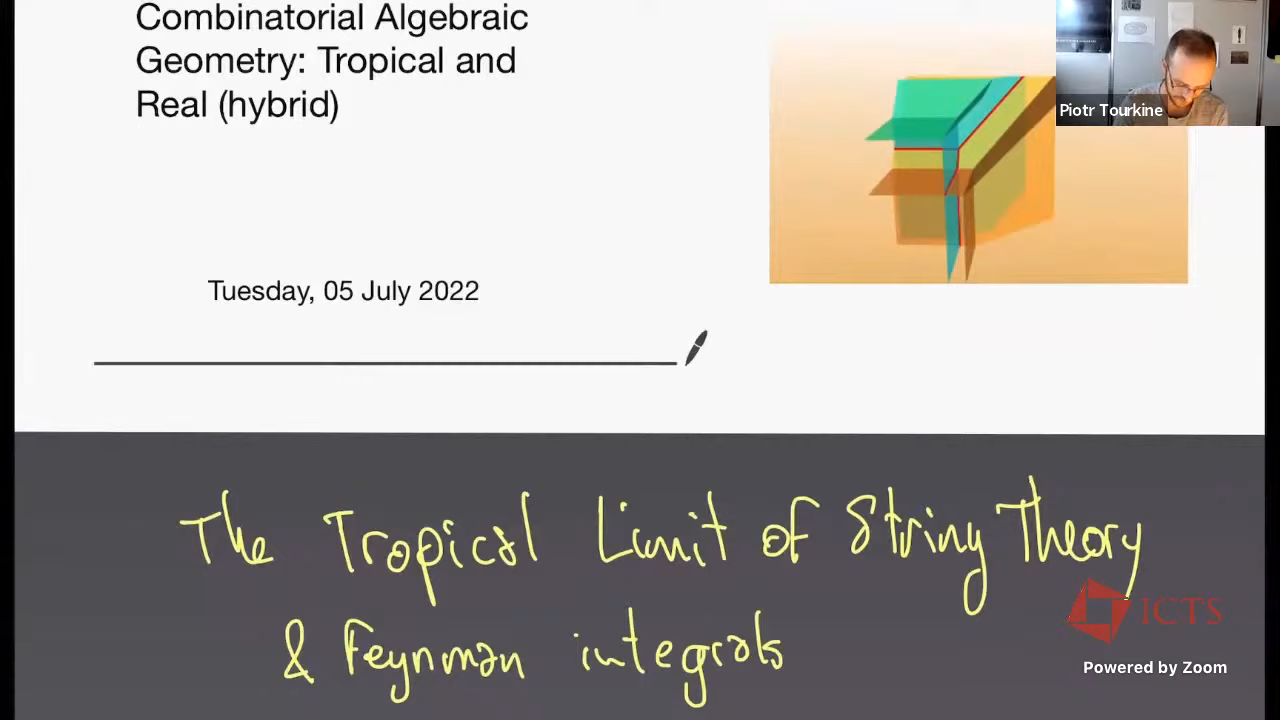 Combinatorial Algebraic
Geometry: Tropical and
Real (hybrid)
Piotr Tourkine
Tuesday, 05 July 2022
The Tropical Limit of String Theory
& Feynman integrals
ICTS
Powered by Zoom